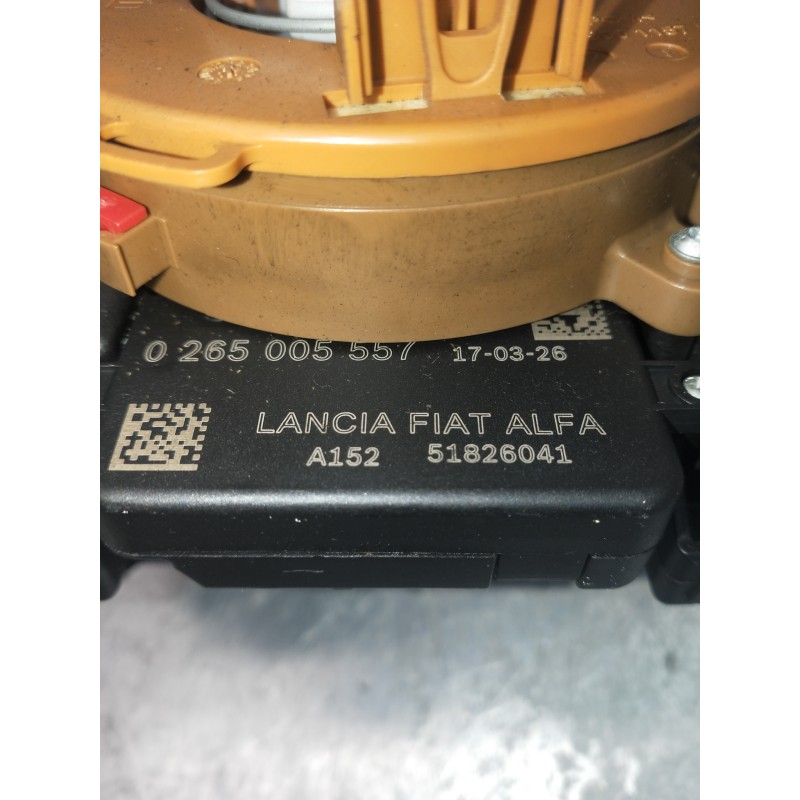 0 265 005 557 17-03-26
LANCIA FIAT ALFA
A152 51826041